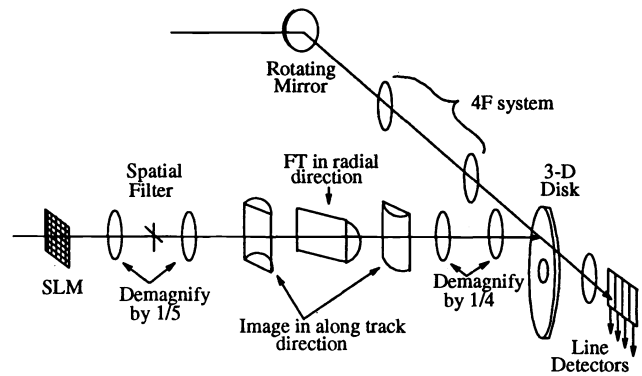 Rotating
Mirror
4F system
FT in radial
direction
Spatial
Filter
3-D
Disk
SLM
Demagnify
by 1/5
Image in along track
direction
Demagnify
by 1/4
Line
Detectors